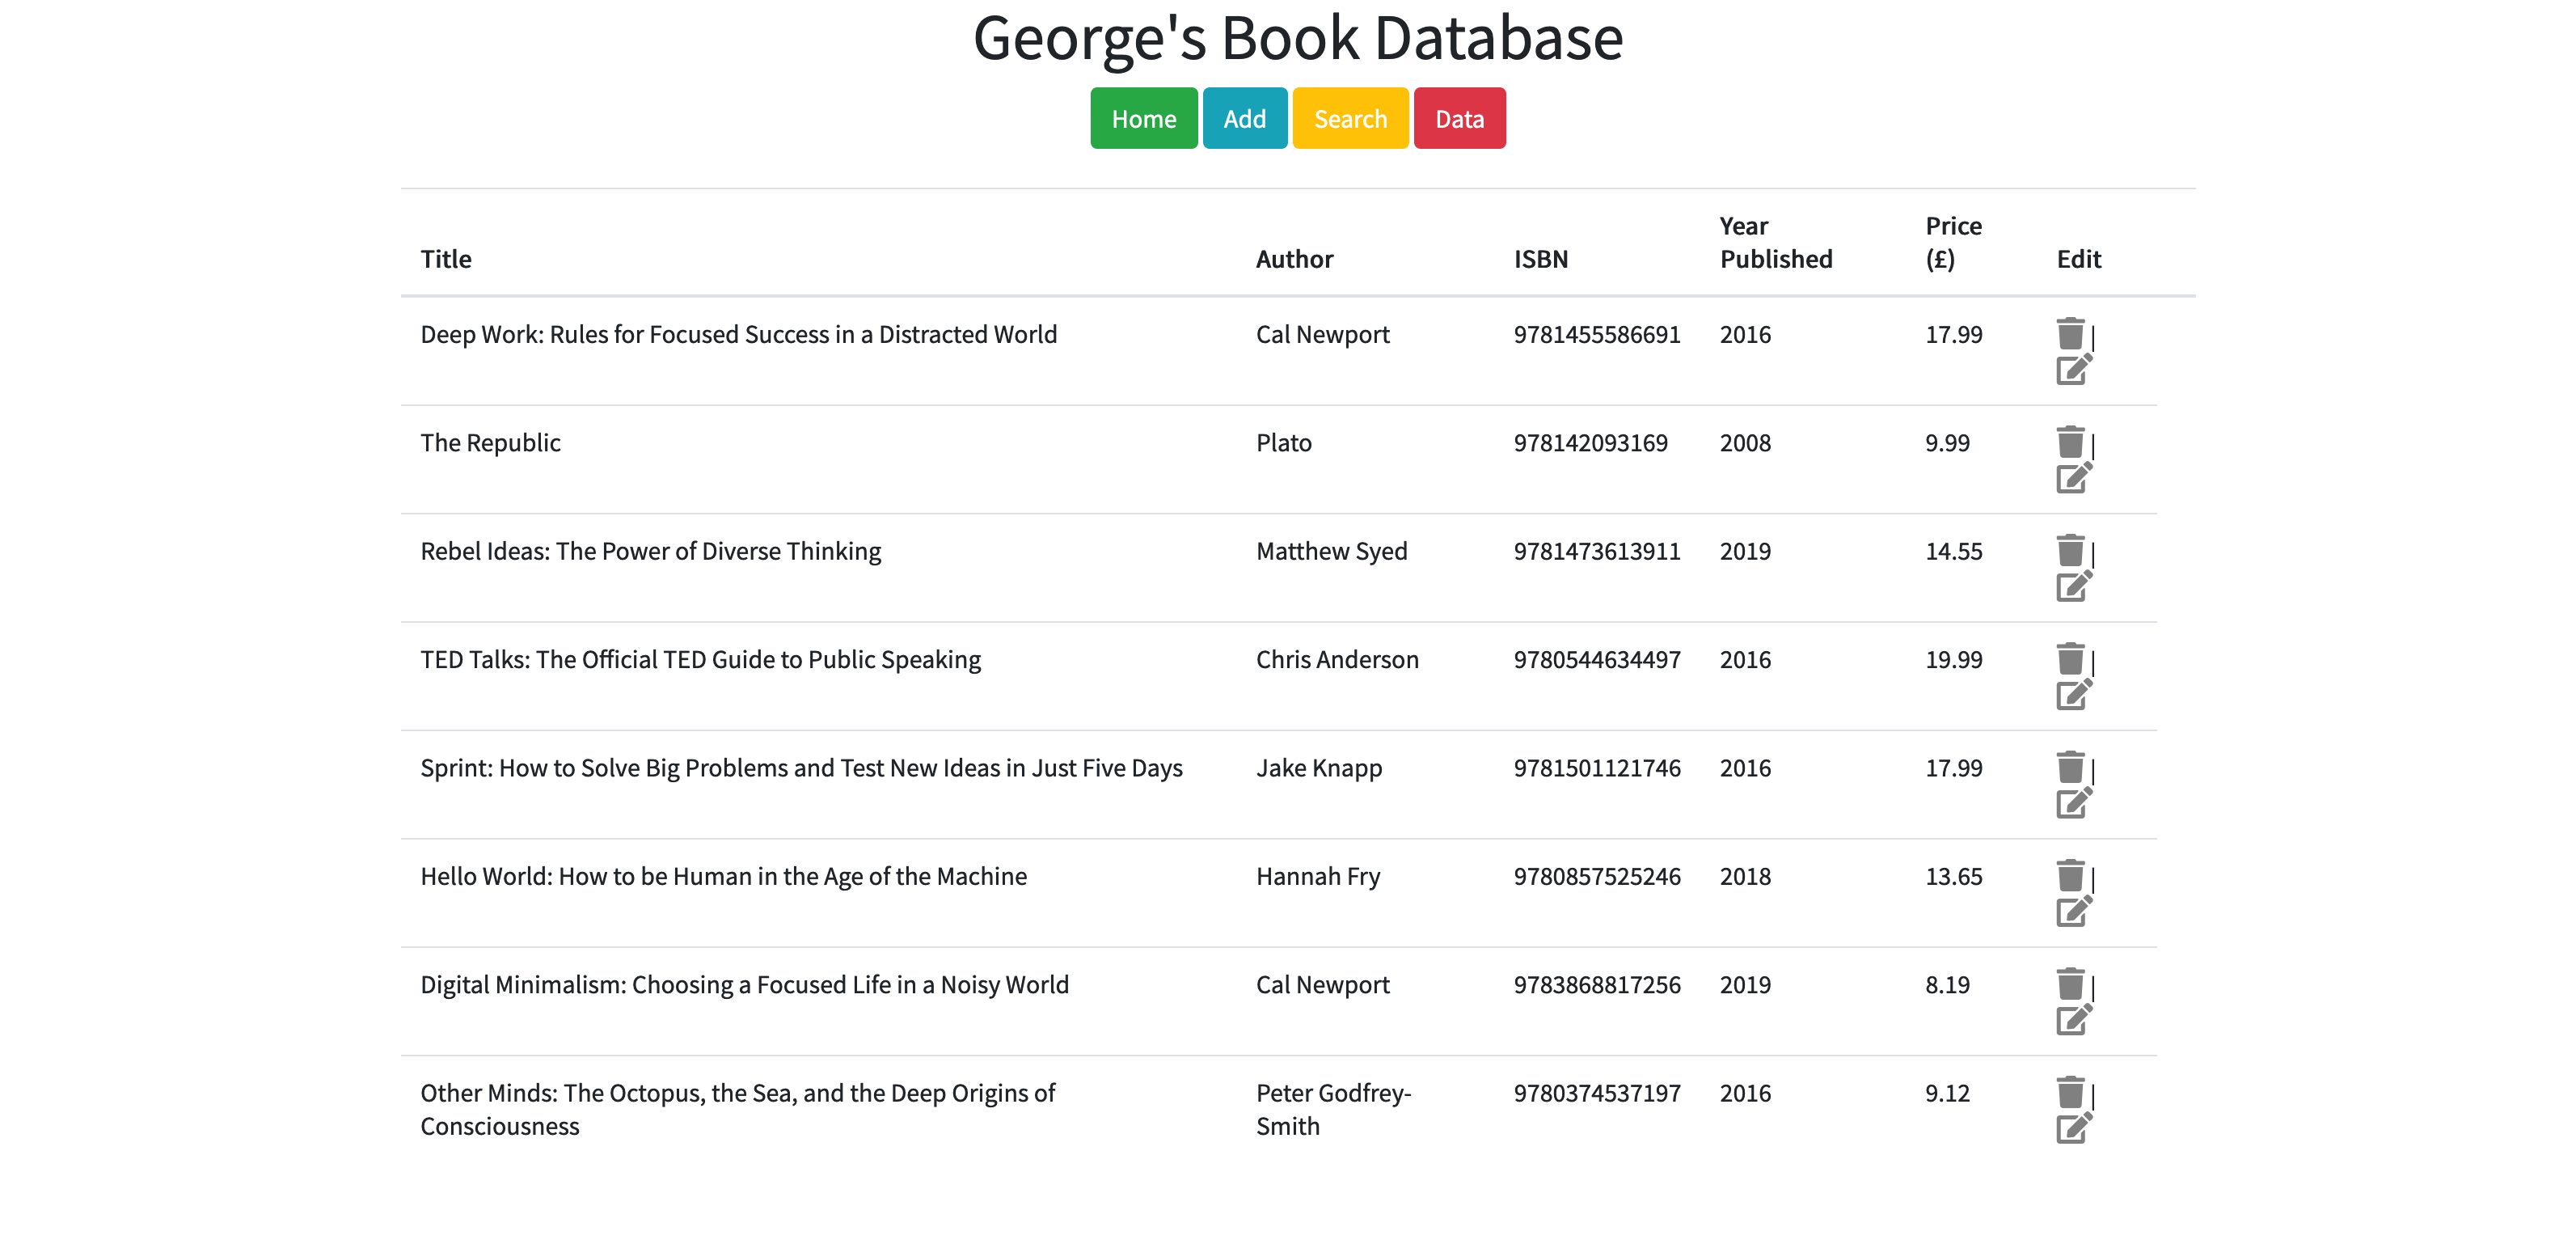 George's Book Database
Home Add Search Data
Title Author ISBN Year Published Price (£) Edit
Deep Work: Rules for Focused Success in a Distracted World Cal Newport 9781455586691 2016 17.99 |
The Republic Plato 978142093169 2008 9.99 |
Rebel Ideas: The Power of Diverse Thinking Matthew Syed 9781473613911 2019 14.55 |
TED Talks: The Official TED Guide to Public Speaking Chris Anderson 9780544634497 2016 19.99 |
Sprint: How to Solve Big Problems and Test New Ideas in Just Five Days Jake Knapp 9781501121746 2016 17.99 |
Hello World: How to be Human in the Age of the Machine Hannah Fry 9780857525246 2018 13.65 |
Digital Minimalism: Choosing a Focused Life in a Noisy World Cal Newport 9783868817256 2019 8.19 |
Other Minds: The Octopus, the Sea, and the Deep Origins of Peter Godfrey- 9780374537197 2016 9.12 |
Consciousness Smith